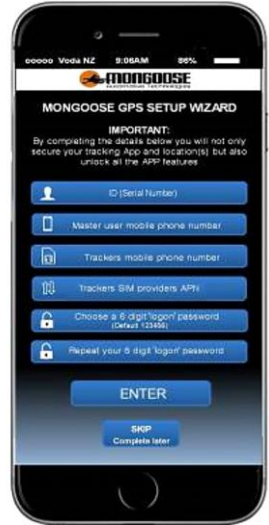 ooooo Voda NZ 9:06AM 86%
MONGOOSE
Automotive Technologies
MONGOOSE GPS SETUP WIZARD
IMPORTANT:
By completing the details below you will not only
secure your tracking App and location(s) but also
unlock all the APP features
ID (Serial Number)
Master user mobile phone number
Trackers mobile phone number
Trackers SIM providers APN
Choose a 6 digit 'logon' password
(Default 123456)
Repeat your 6 digit 'logon' password
ENTER
SKIP
Complete later